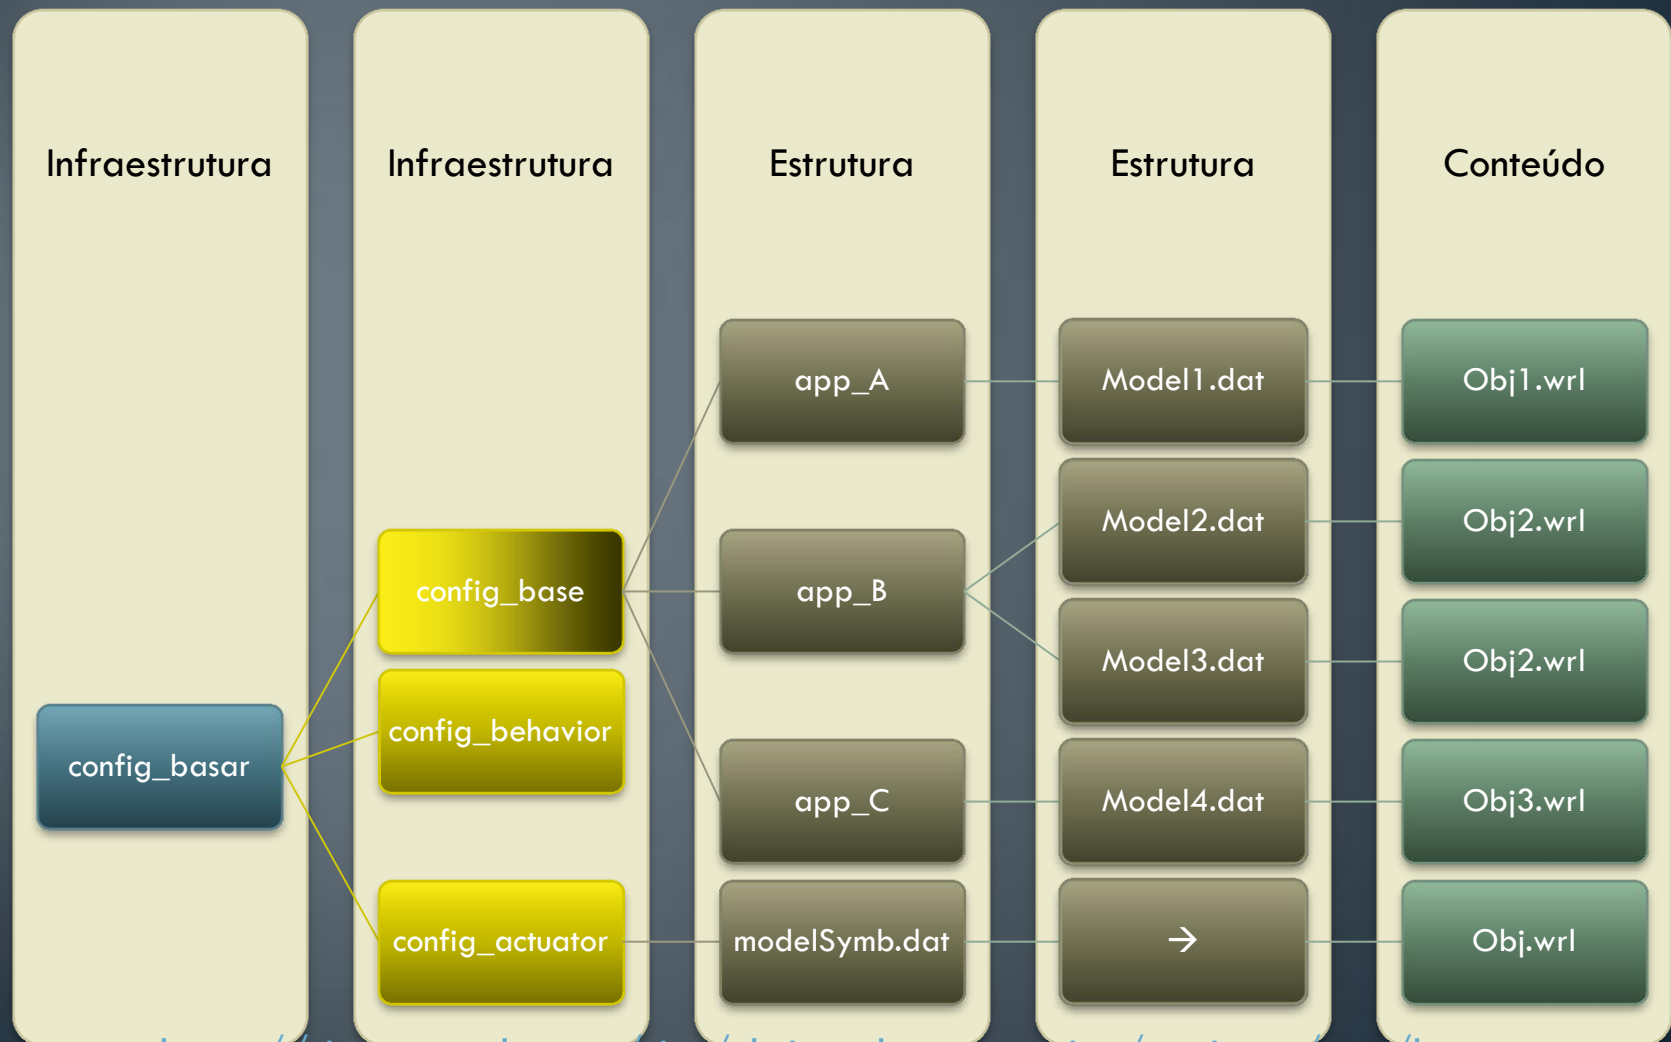 Infraestrutura
Infraestrutura
Estrutura
Estrutura
Conteúdo
app_A
Model1.dat
Obj1.wrl
Model2.dat
Obj2.wrl
config_base
app_B
Model3.dat
Obj2.wrl
config_behavior
config_basar
app_C
Model4.dat
Obj3.wrl
config_actuator
modelSymb.dat
→
Obj.wrl